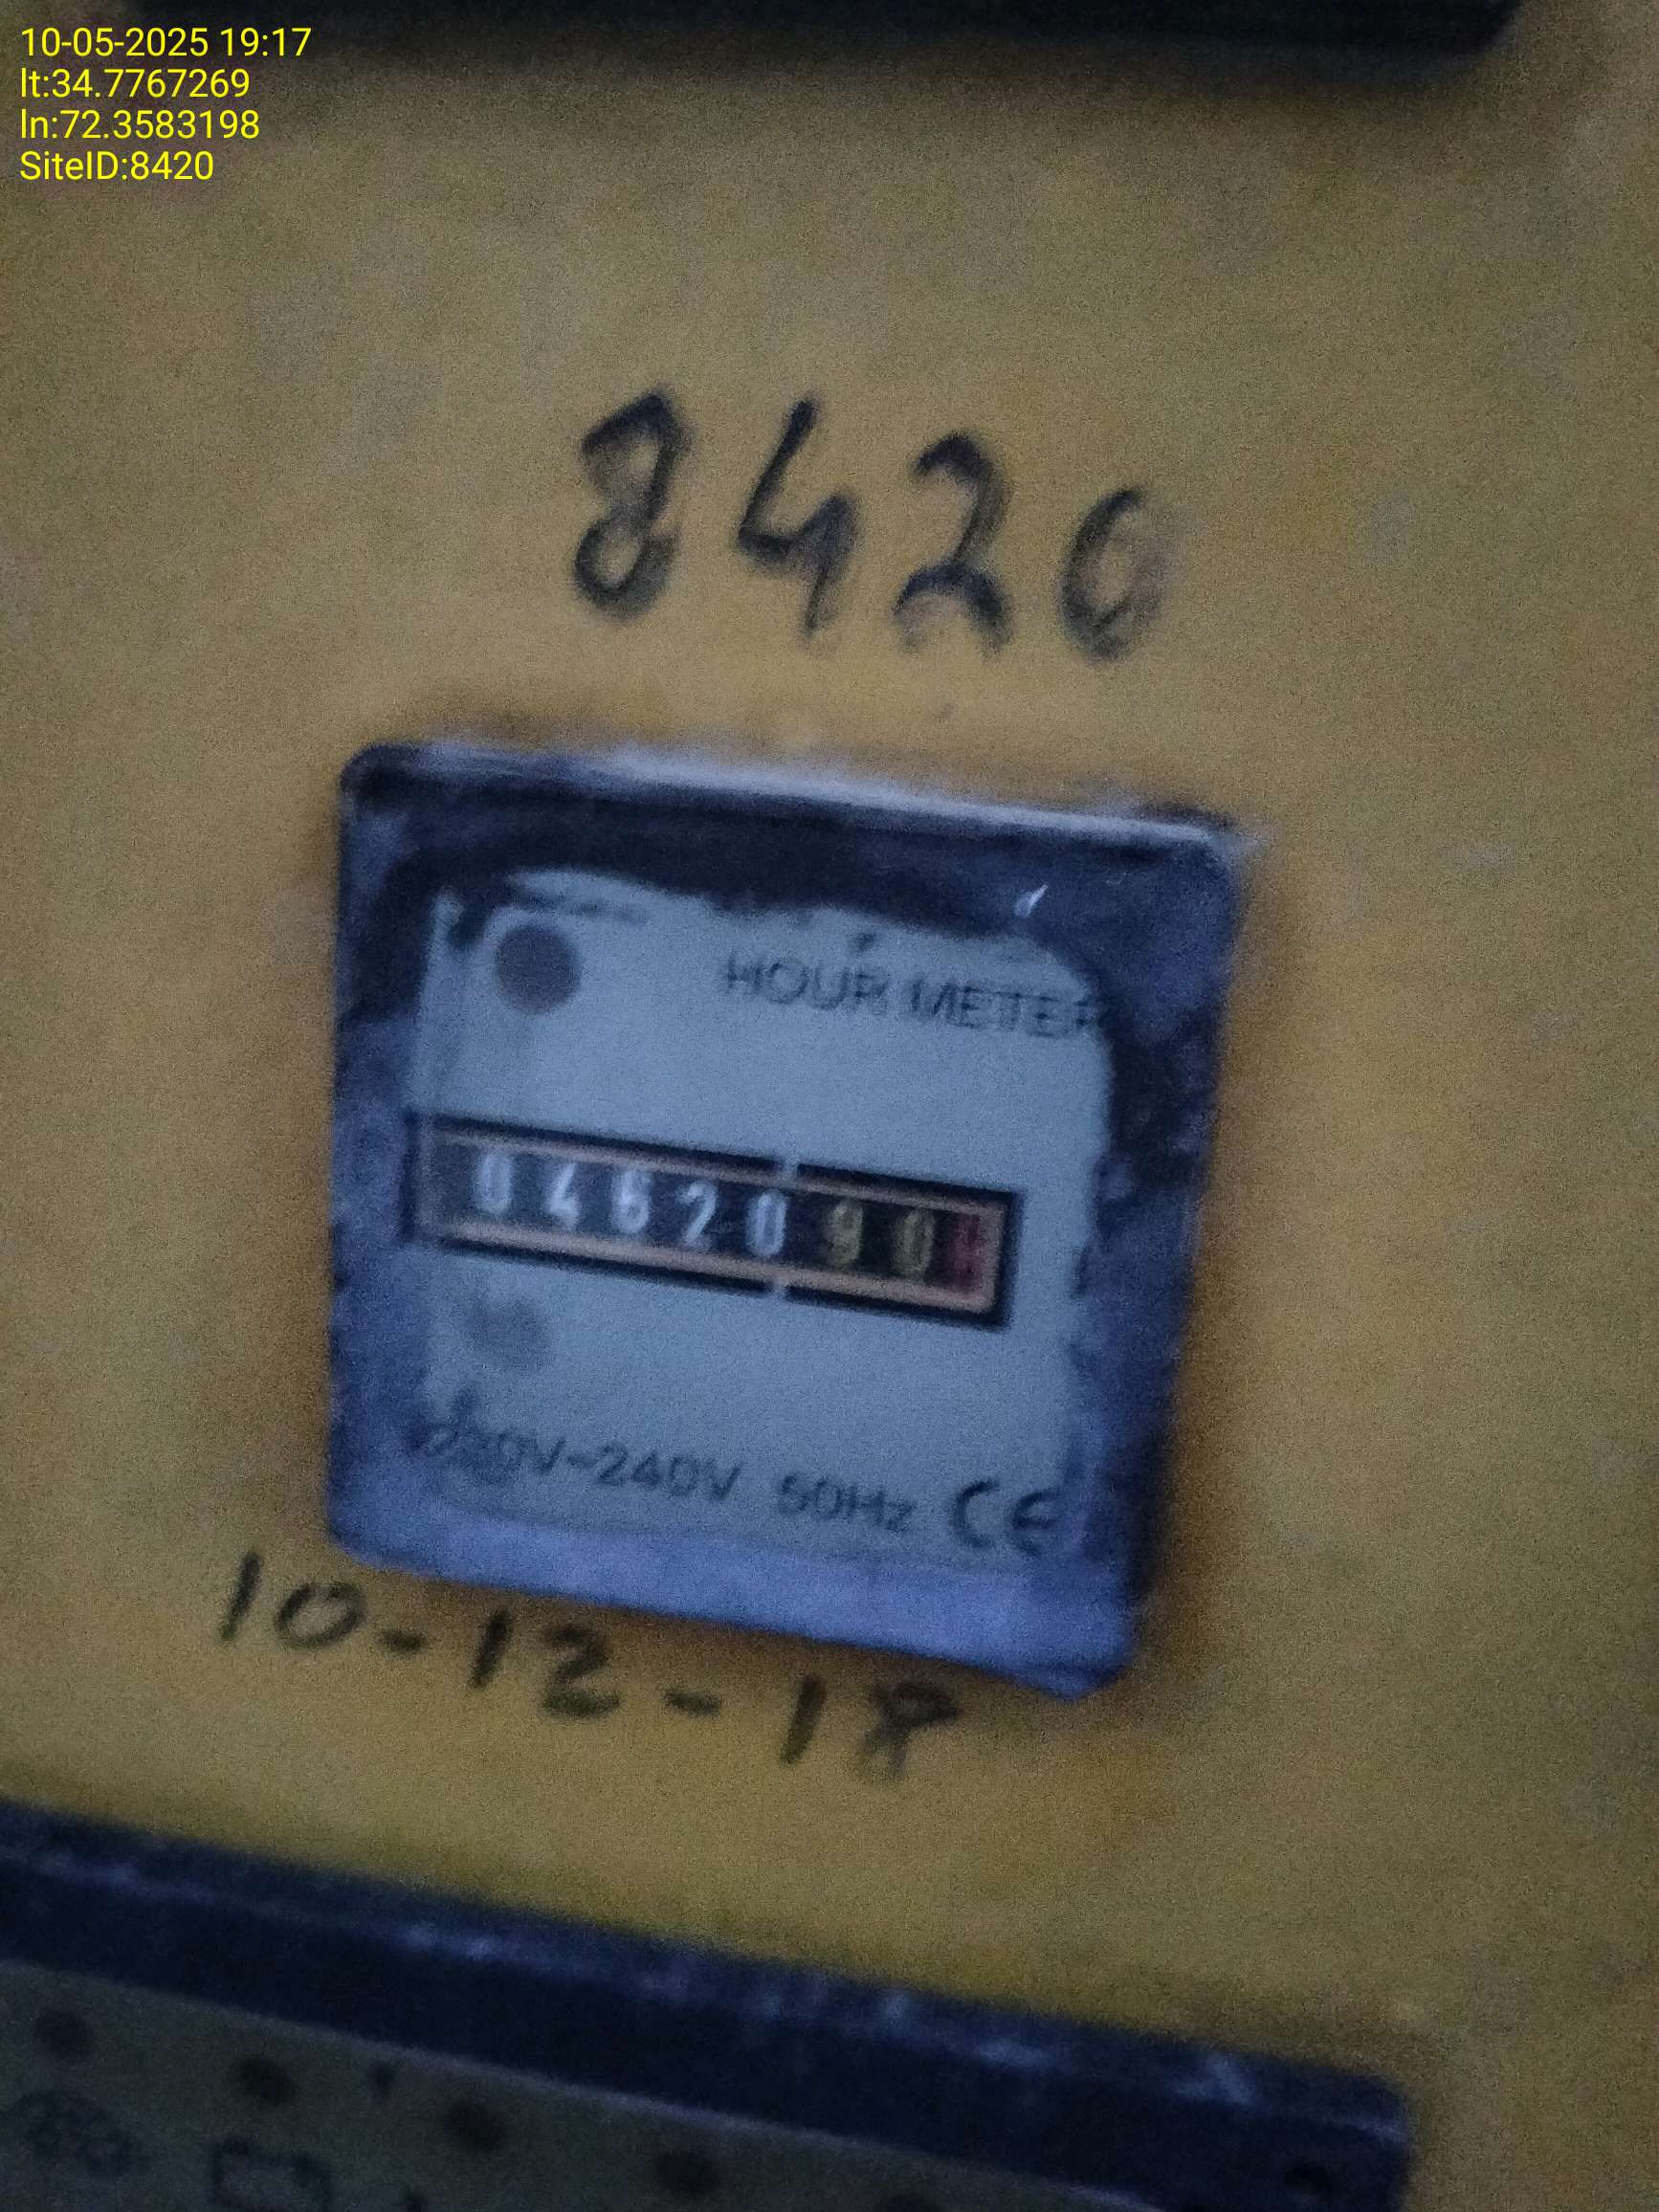 10-05-2025 19:17
lt:34.7767269
ln:72.3583198
SiteID:8420
8420
HOUR METER
240V 50Hz CE
10-12-18